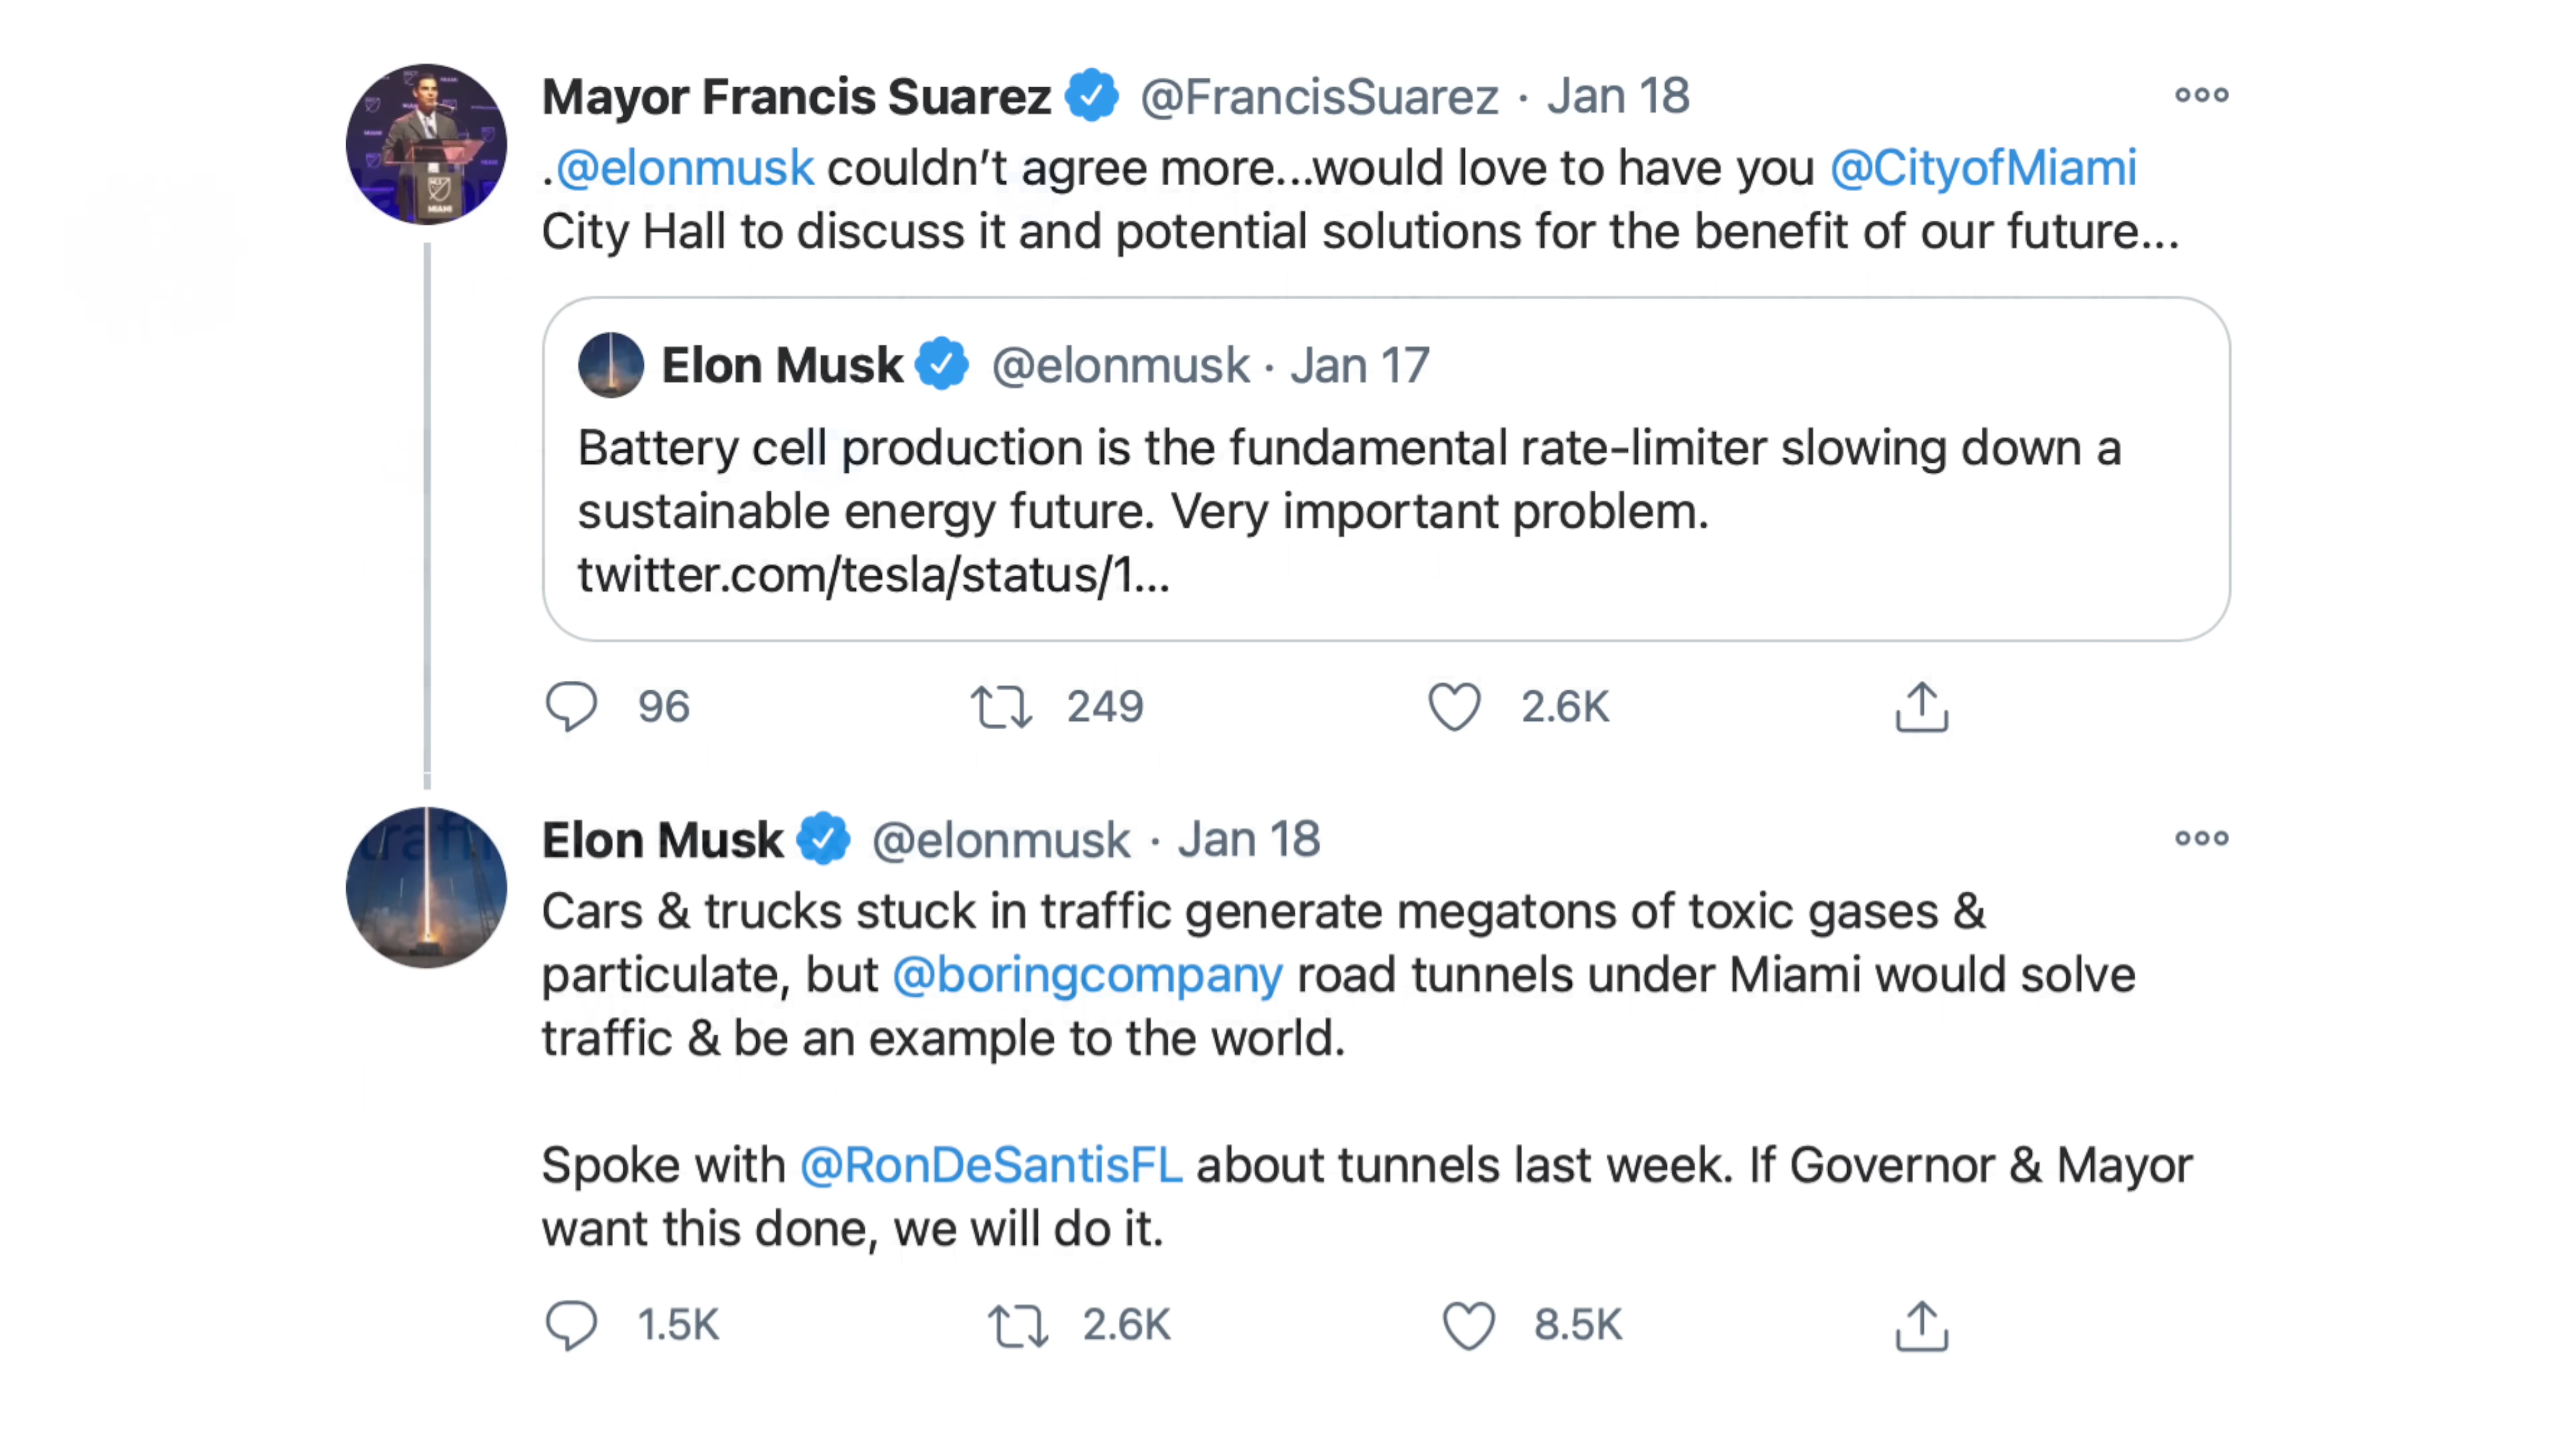 Mayor Francis Suarez @FrancisSuarez · Jan 18
.@elonmusk couldn't agree more...would love to have you @CityofMiami
City Hall to discuss it and potential solutions for the benefit of our future...
Elon Musk @elonmusk · Jan 17
Battery cell production is the fundamental rate-limiter slowing down a
sustainable energy future. Very important problem.
twitter.com/tesla/status/1...
96 249 2.6K
Elon Musk @elonmusk · Jan 18
Cars & trucks stuck in traffic generate megatons of toxic gases &
particulate, but @boringcompany road tunnels under Miami would solve
traffic & be an example to the world.
Spoke with @RonDeSantisFL about tunnels last week. If Governor & Mayor
want this done, we will do it.
1.5K 2.6K 8.5K